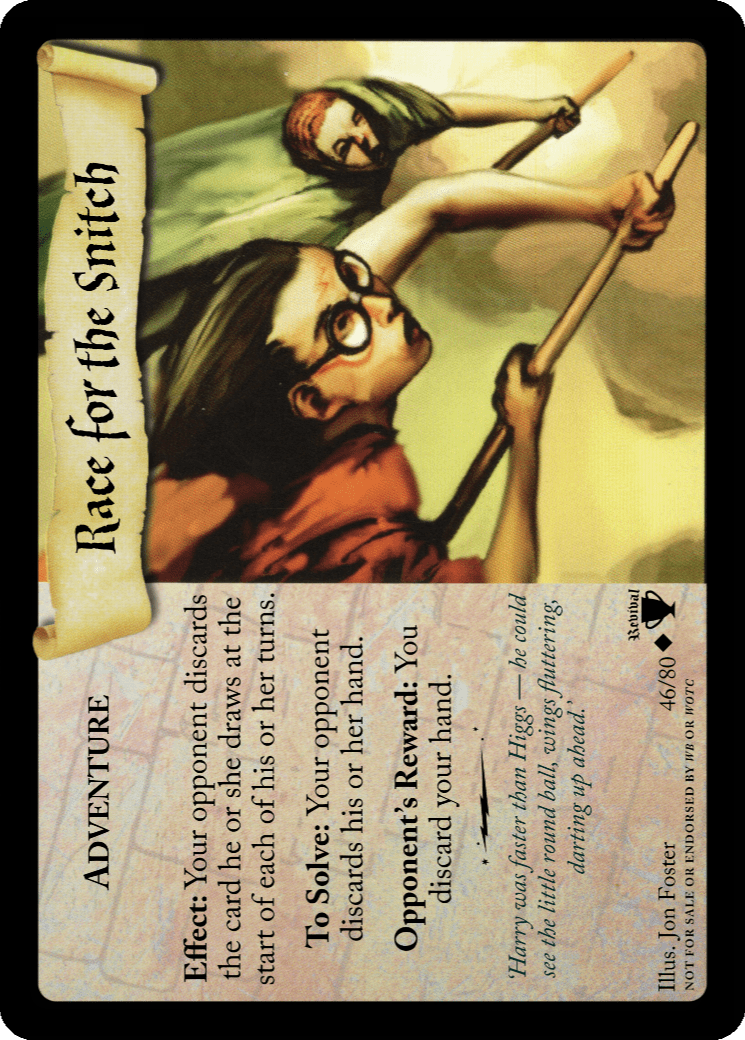 Race for the Snitch
ADVENTURE
Effect: Your opponent discards
the card he or she draws at the
start of each of his or her turns.
To Solve: Your opponent
discards his or her hand.
Opponent's Reward: You
discard your hand.
'Harry was faster than Higgs — he could
see the little round ball, wings fluttering,
darting up ahead.'
Revival
Illus. Jon Foster 46/80
NOT FOR SALE OR ENDORSED BY WB OR WOTC